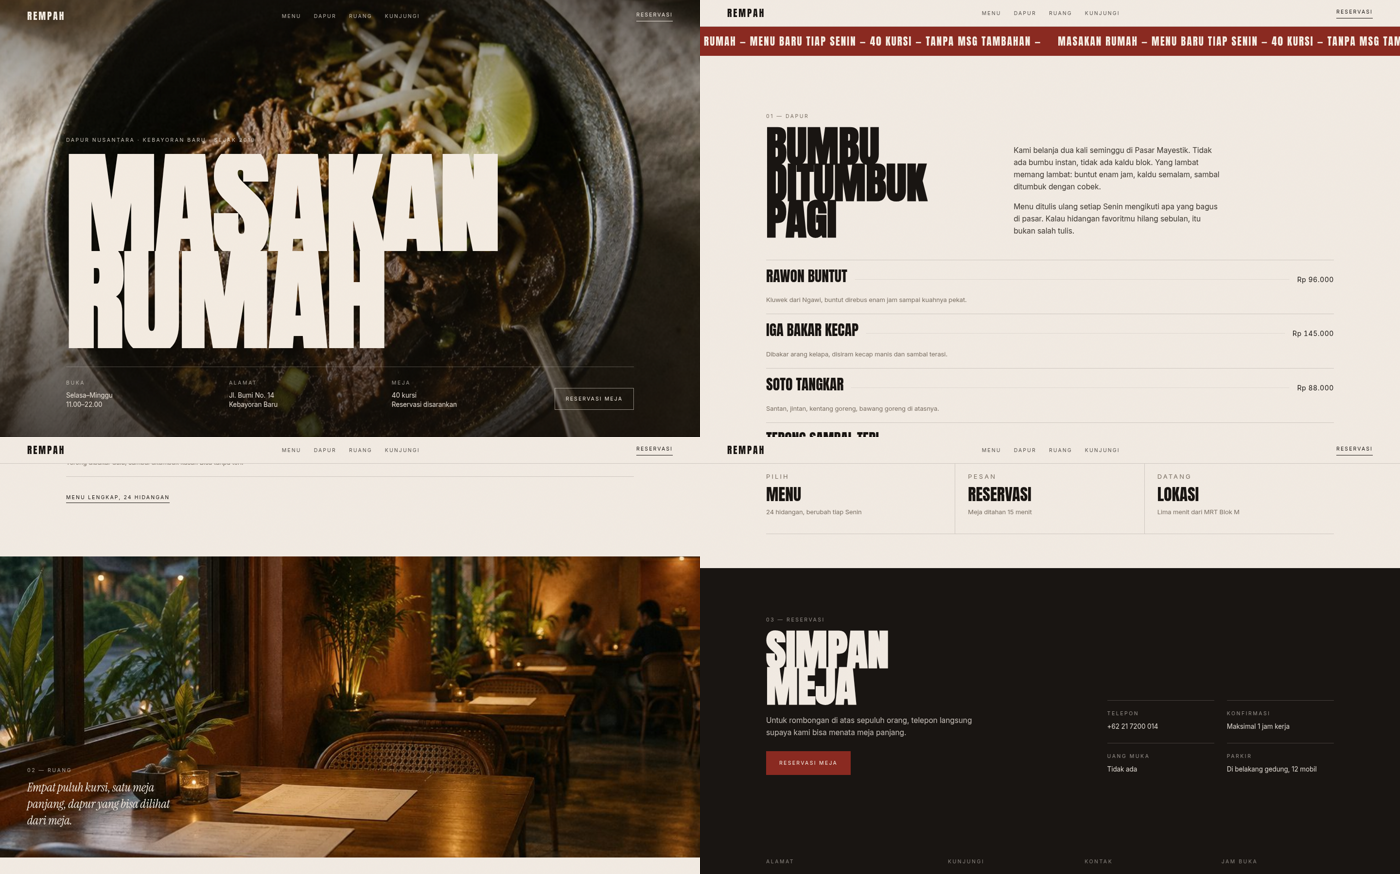 REMPAH
MENU DAPUR RUANG KUNJUNGI
RESERVASI
DAPUR NUSANTARA · KEBAYORAN BARU
MASAKAN
RUMAH
BUKA
Selasa–Minggu
11.00–22.00
ALAMAT
Jl. Bumi No. 14
Kebayoran Baru
MEJA
40 kursi
Reservasi disarankan
RESERVASI MEJA
REMPAH
MENU DAPUR RUANG KUNJUNGI
RESERVASI
RUMAH — MENU BARU TIAP SENIN — 40 KURSI — TANPA MSG TAMBAHAN — MASAKAN RUMAH — MENU BARU TIAP SENIN — 40 KURSI — TANPA MSG
01 — DAPUR
BUMBU
DITUMBUK
PAGI
Kami belanja dua kali seminggu di Pasar Mayestik. Tidak
ada bumbu instan, tidak ada kaldu blok. Yang lambat
memang lambat: buntut enam jam, kaldu semalam, sambal
ditumbuk dengan cobek.
Menu ditulis ulang setiap Senin mengikuti apa yang bagus
di pasar. Kalau hidangan favoritmu hilang sebulan, itu
bukan salah tulis.
RAWON BUNTUT Rp 96.000
Kluwek dari Ngawi, buntut direbus enam jam sampai kuahnya pekat.
IGA BAKAR KECAP Rp 145.000
Dibakar arang kelapa, disiram kecap manis dan sambal terasi.
SOTO TANGKAR Rp 88.000
Santan, jintan, kentang goreng, bawang goreng di atasnya.
TERONG SAMBAL TERI
REMPAH
MENU DAPUR RUANG KUNJUNGI
RESERVASI
MENU LENGKAP, 24 HIDANGAN
02 — RUANG
Empat puluh kursi, satu meja
panjang, dapur yang bisa dilihat
dari meja.
REMPAH
MENU DAPUR RUANG KUNJUNGI
RESERVASI
PILIH
MENU
24 hidangan, berubah tiap Senin
PESAN
RESERVASI
Meja ditahan 15 menit
DATANG
LOKASI
Lima menit dari MRT Blok M
03 — RESERVASI
SIMPAN
MEJA
Untuk rombongan di atas sepuluh orang, telepon langsung
supaya kami bisa menata meja panjang.
RESERVASI MEJA
TELEPON
+62 21 7200 014
KONFIRMASI
Maksimal 1 jam kerja
UANG MUKA
Tidak ada
PARKIR
Di belakang gedung, 12 mobil
ALAMAT KUNJUNGI KONTAK JAM BUKA